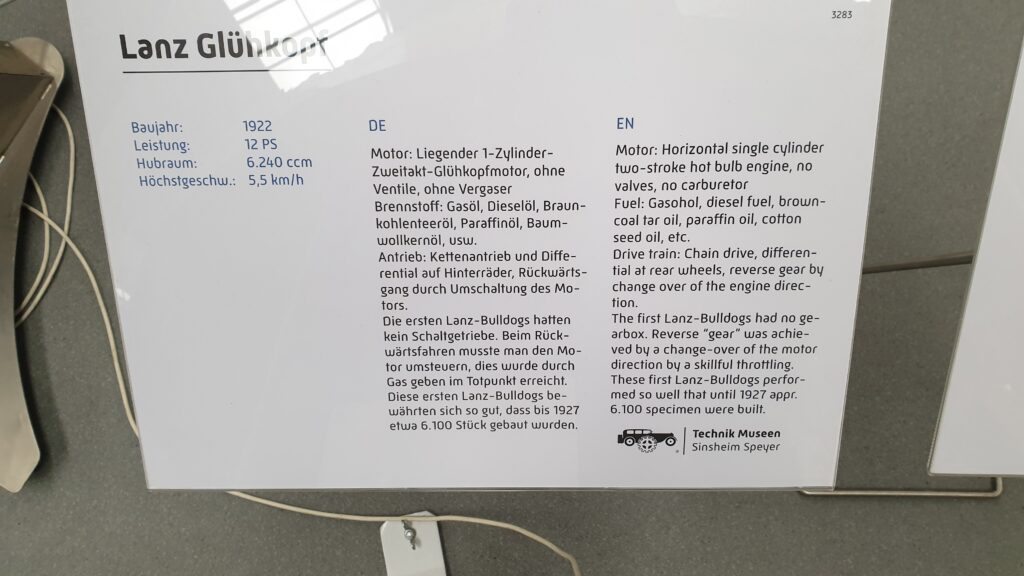 3283
Lanz Glühkopf
Baujahr: 1922
Leistung: 12 PS
Hubraum: 6.240 ccm
Höchstgeschw.: 5,5 km/h
DE
Motor: Liegender 1-Zylinder-
Zweitakt-Glühkopfmotor, ohne
Ventile, ohne Vergaser
Brennstoff: Gasöl, Dieselöl, Braun-
kohlenteeröl, Paraffinöl, Baum-
wollkernöl, usw.
Antrieb: Kettenantrieb und Diffe-
rential auf Hinterräder, Rückwärts-
gang durch Umschaltung des Mo-
tors.
Die ersten Lanz-Bulldogs hatten
kein Schaltgetriebe. Beim Rück-
wärtsfahren musste man den Mo-
tor umsteuern, dies wurde durch
Gas geben im Totpunkt erreicht.
Diese ersten Lanz-Bulldogs be-
währten sich so gut, dass bis 1927
etwa 6.100 Stück gebaut wurden.
EN
Motor: Horizontal single cylinder
two-stroke hot bulb engine, no
valves, no carburetor
Fuel: Gasohol, diesel fuel, brown-
coal tar oil, paraffin oil, cotton
seed oil, etc.
Drive train: Chain drive, differen-
tial at rear wheels, reverse gear by
change over of the engine direc-
tion.
The first Lanz-Bulldogs had no ge-
arbox. Reverse "gear" was achie-
ved by a change-over of the motor
direction by a skillful throttling.
These first Lanz-Bulldogs perfor-
med so well that until 1927 appr.
6.100 specimen were built.
Technik Museen
Sinsheim Speyer